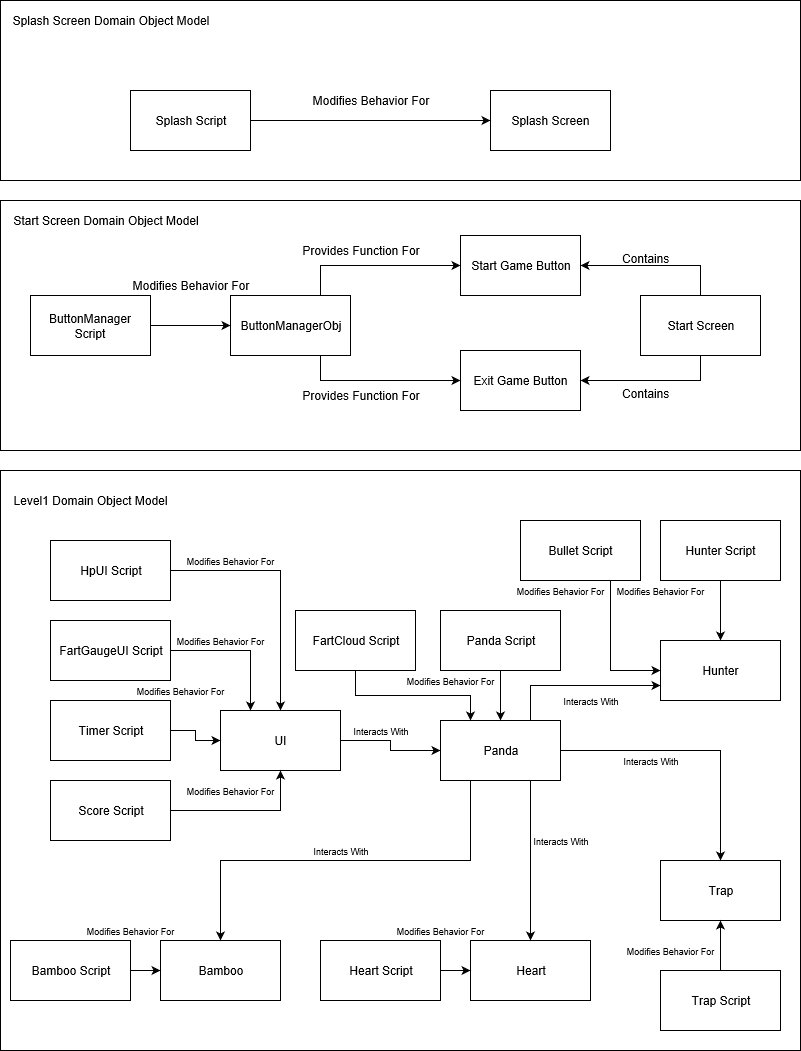 Splash Screen Domain Object Model
Modifies Behavior For
Splash Script
Splash Screen
Start Screen Domain Object Model
Provides Function For
Start Game Button
Contains
Modifies Behavior For
ButtonManager
Script
ButtonManagerObj
Start Screen
Exit Game Button
Provides Function For
Contains
Level1 Domain Object Model
Bullet Script
Hunter Script
HpUI Script
Modifies Behavior For
Modifies Behavior For
Modifies Behavior For
FartCloud Script
Panda Script
FartGaugeUI Script
Modifies Behavior For
Hunter
Modifies Behavior For
Modifies Behavior For
Interacts With
Timer Script
UI
Interacts With
Panda
Interacts With
Modifies Behavior For
Score Script
Interacts With
Interacts With
Trap
Modifies Behavior For
Modifies Behavior For
Bamboo Script
Bamboo
Heart Script
Heart
Modifies Behavior For
Trap Script